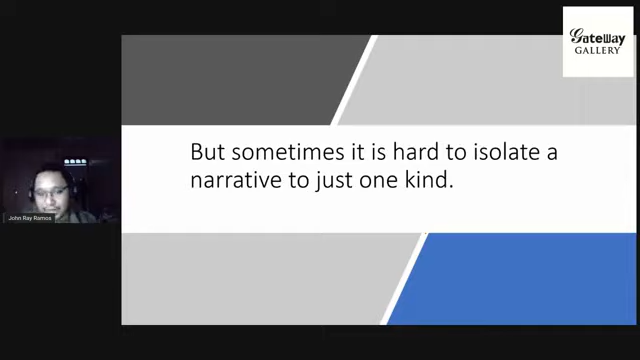 GateWay
GALLERY
But sometimes it is hard to isolate a
narrative to just one kind.
John Ray Ramos